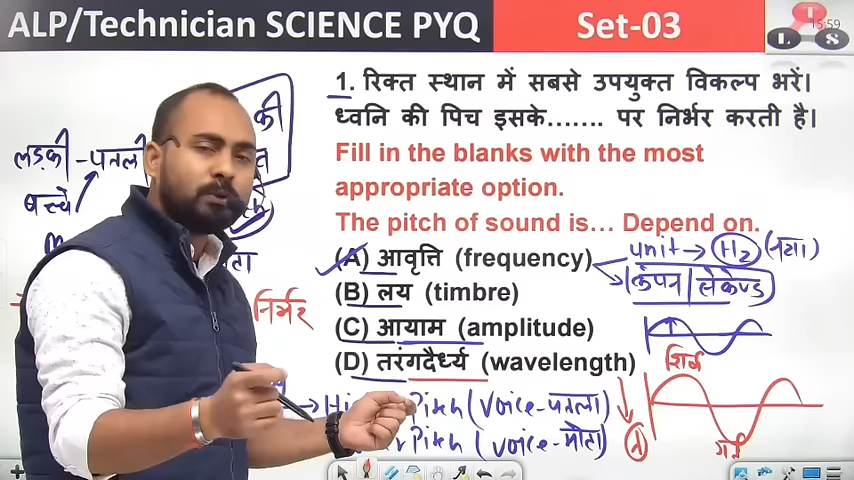 ALP/Technician SCIENCE PYQ
Set-03
15:59
T
L S
1. रिक्त स्थान में सबसे उपयुक्त विकल्प भरें।
ध्वनि की पिच इसके....... पर निर्भर करती है।
Fill in the blanks with the most
appropriate option.
The pitch of sound is... Depend on.
(A) आवृत्ति (frequency)
(B) लय (timbre)
(C) आयाम (amplitude)
(D) तरंगदैर्ध्य (wavelength)
की
लड़की - पतली
बच्चे
निर्भर
unit → Hz
कंपन / सेकेण्ड
Pitch (voice - पतला)
Pitch (voice - मोटा)
शिर्ष
गर्त
λ